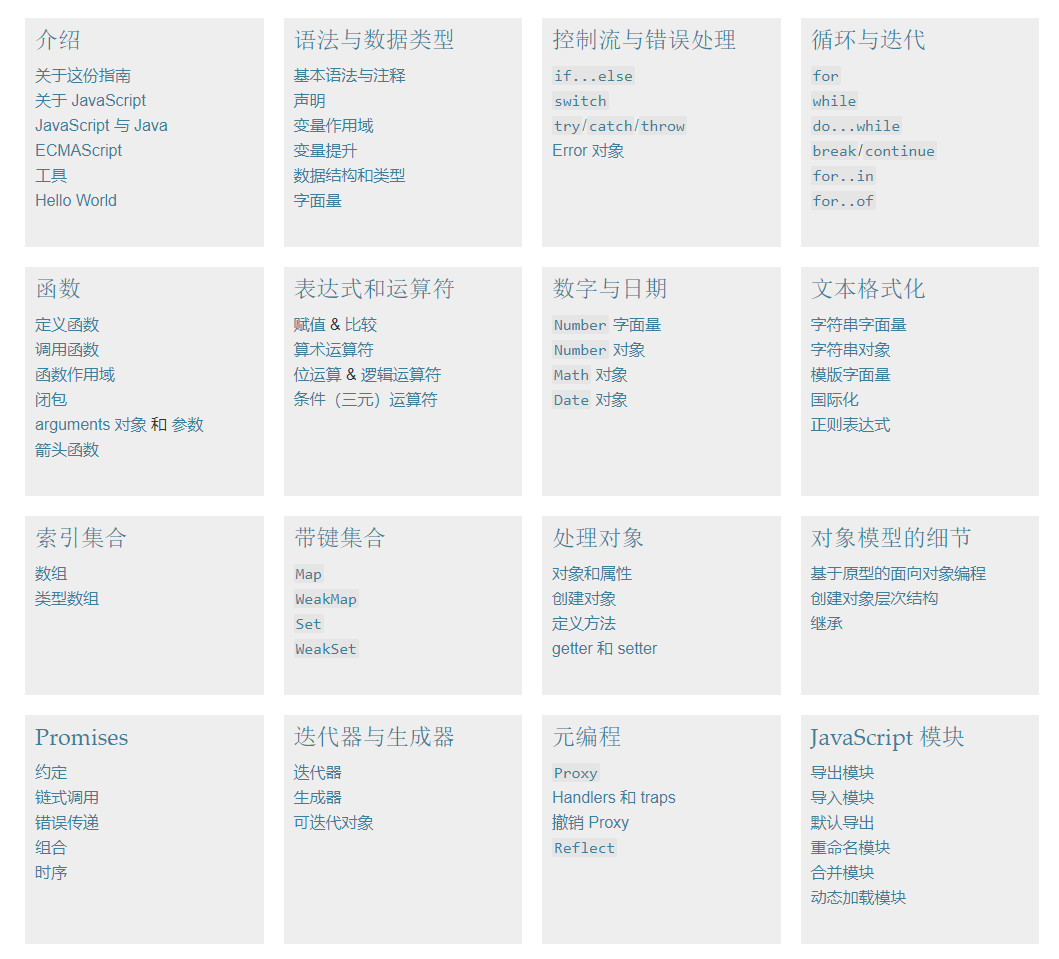 介绍
关于这份指南
关于 JavaScript
JavaScript 与 Java
ECMAScript
工具
Hello World
语法与数据类型
基本语法与注释
声明
变量作用域
变量提升
数据结构和类型
字面量
控制流与错误处理
if...else
switch
try/catch/throw
Error 对象
循环与迭代
for
while
do...while
break/continue
for..in
for..of
函数
定义函数
调用函数
函数作用域
闭包
arguments 对象 和 参数
箭头函数
表达式和运算符
赋值 & 比较
算术运算符
位运算 & 逻辑运算符
条件（三元）运算符
数字与日期
Number 字面量
Number 对象
Math 对象
Date 对象
文本格式化
字符串字面量
字符串对象
模版字面量
国际化
正则表达式
索引集合
数组
类型数组
带键集合
Map
WeakMap
Set
WeakSet
处理对象
对象和属性
创建对象
定义方法
getter 和 setter
对象模型的细节
基于原型的面向对象编程
创建对象层次结构
继承
Promises
约定
链式调用
错误传递
组合
时序
迭代器与生成器
迭代器
生成器
可迭代对象
元编程
Proxy
Handlers 和 traps
撤销 Proxy
Reflect
JavaScript 模块
导出模块
导入模块
默认导出
重命名模块
合并模块
动态加载模块